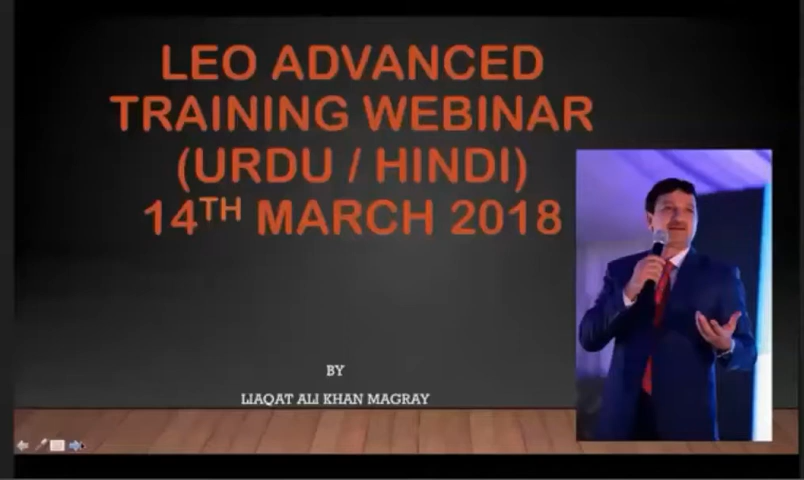 LEO ADVANCED
TRAINING WEBINAR
(URDU / HINDI)
14TH MARCH 2018
BY
LIAQAT ALI KHAN MAGRAY